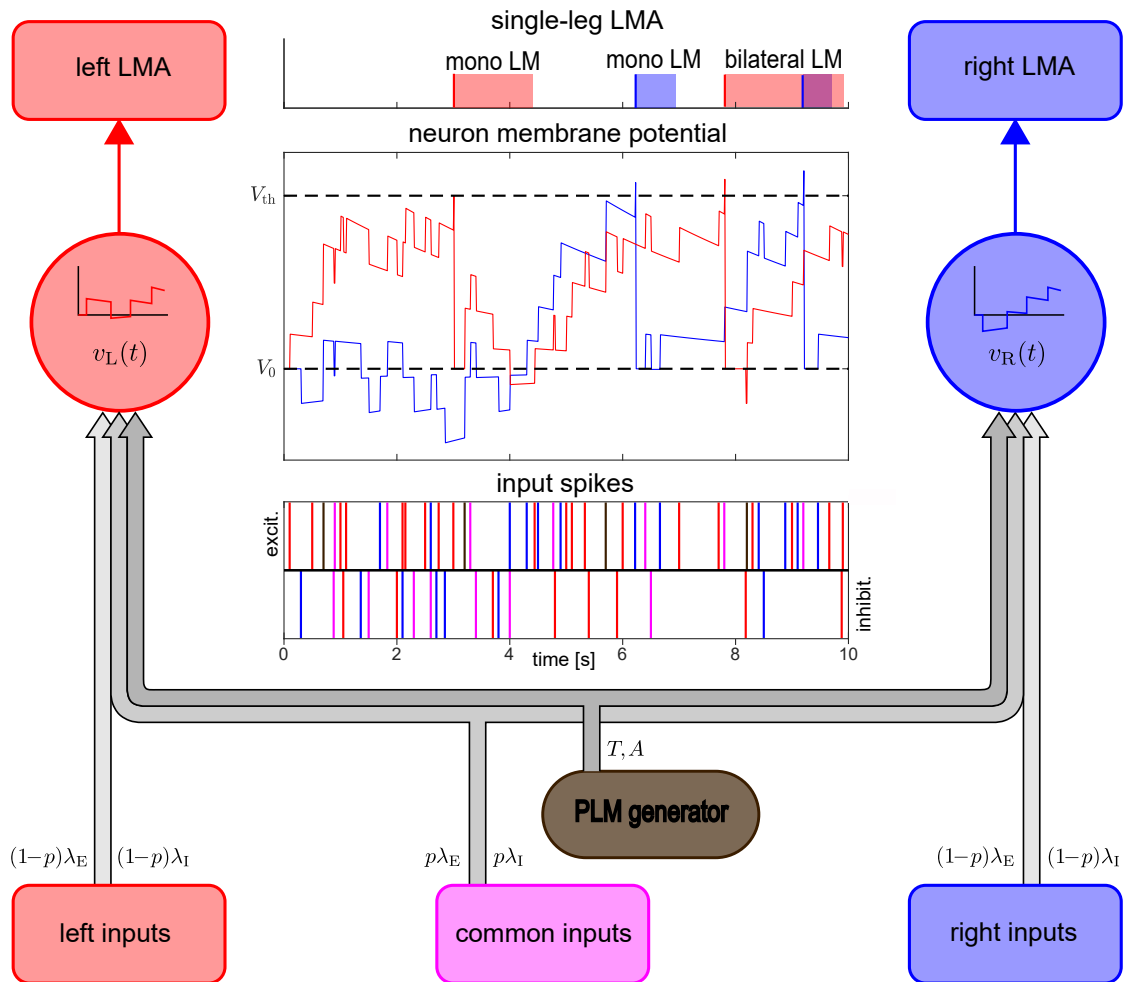 single-leg LMA
left LMA
mono LM
mono LM
bilateral LM
right LMA
neuron membrane potential
V_th
V_0
v_L(t)
v_R(t)
input spikes
excit.
inhibit.
0 2 4 6 8 10
time [s]
T, A
PLM generator
(1−p)λ_E (1−p)λ_I
pλ_E pλ_I
(1−p)λ_E (1−p)λ_I
left inputs
common inputs
right inputs